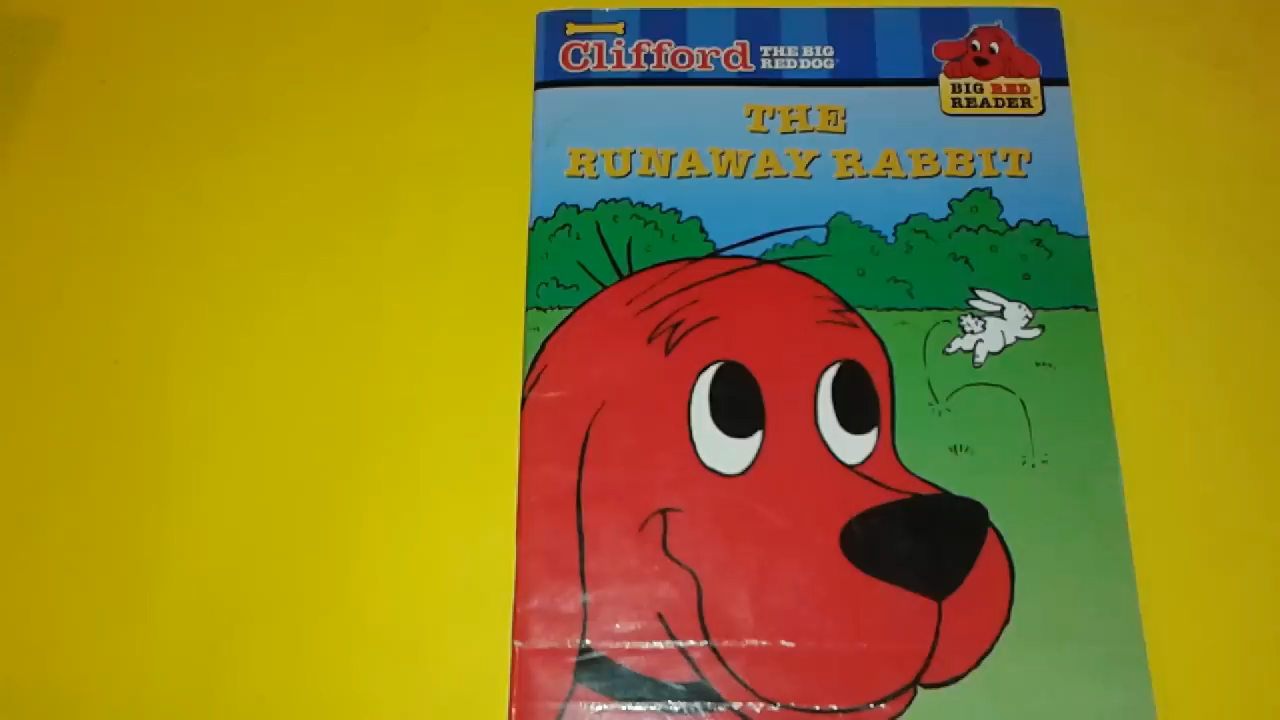 Clifford
THE BIG
RED DOG
BIG RED
READER
THE
RUNAWAY RABBIT